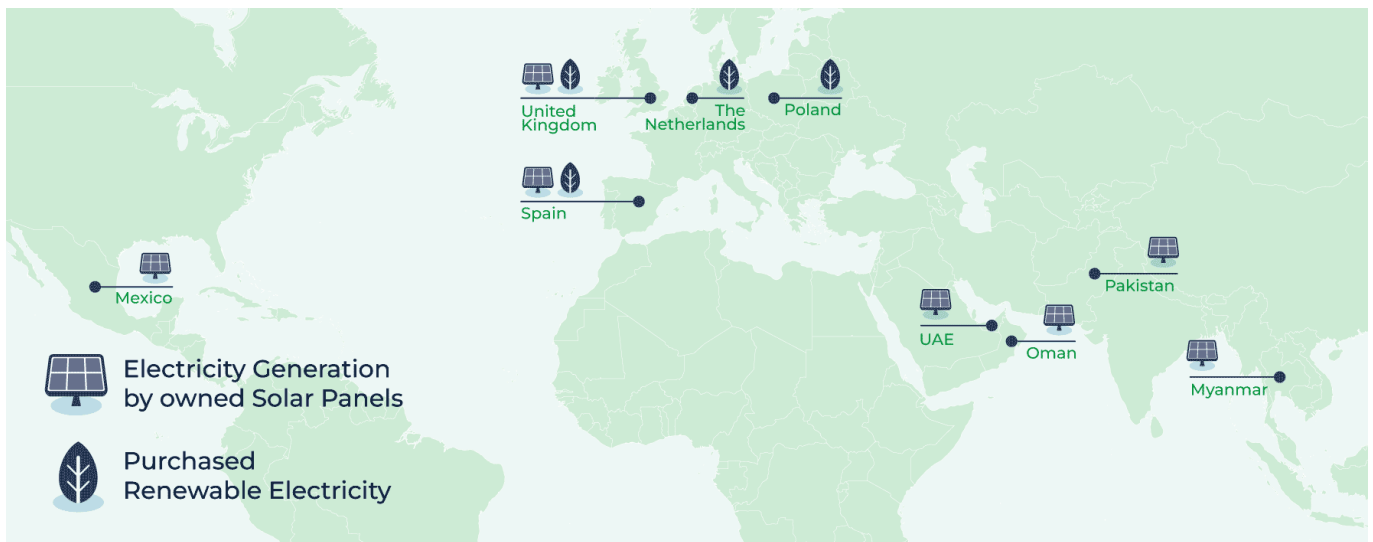 United
Kingdom
The
Netherlands
Poland
Spain
Mexico
Pakistan
UAE
Oman
Myanmar
Electricity Generation
by owned Solar Panels
Purchased
Renewable Electricity